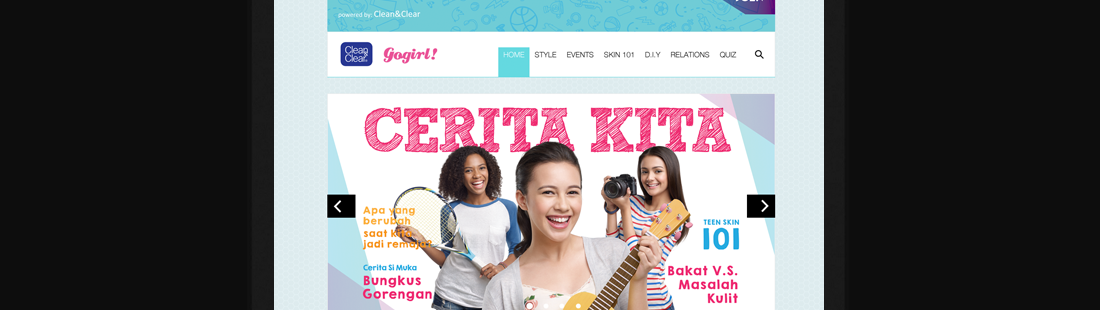 powered by: Clean&Clear
Clean
Clear
Gogirl!
HOME STYLE EVENTS SKIN 101 D.I.Y RELATIONS QUIZ
CERITA KITA
Apa yang
berubah
saat kita
jadi remaja?
Cerita Si Muka
Bungkus
Gorengan
TEEN SKIN
101
Bakat V.S.
Masalah
Kulit